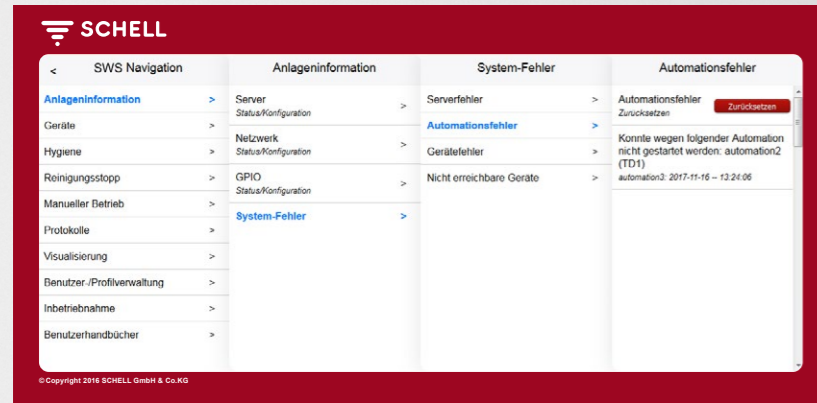 SCHELL
< SWS Navigation
Anlageninformation >
Geräte >
Hygiene >
Reinigungsstopp >
Manueller Betrieb >
Protokolle >
Visualisierung >
Benutzer-/Profilverwaltung >
Inbetriebnahme >
Benutzerhandbücher >
Anlageninformation
Server >
Status/Konfiguration
Netzwerk >
Status/Konfiguration
GPIO >
Status/Konfiguration
System-Fehler >
System-Fehler
Serverfehler >
Automationsfehler >
Gerätefehler >
Nicht erreichbare Geräte >
Automationsfehler
Automationsfehler
Zurücksetzen
Zurücksetzen
Konnte wegen folgender Automation
nicht gestartet werden: automation2
(TD1)
automation3: 2017-11-16 -- 13:24:06
© Copyright 2016 SCHELL GmbH & Co.KG